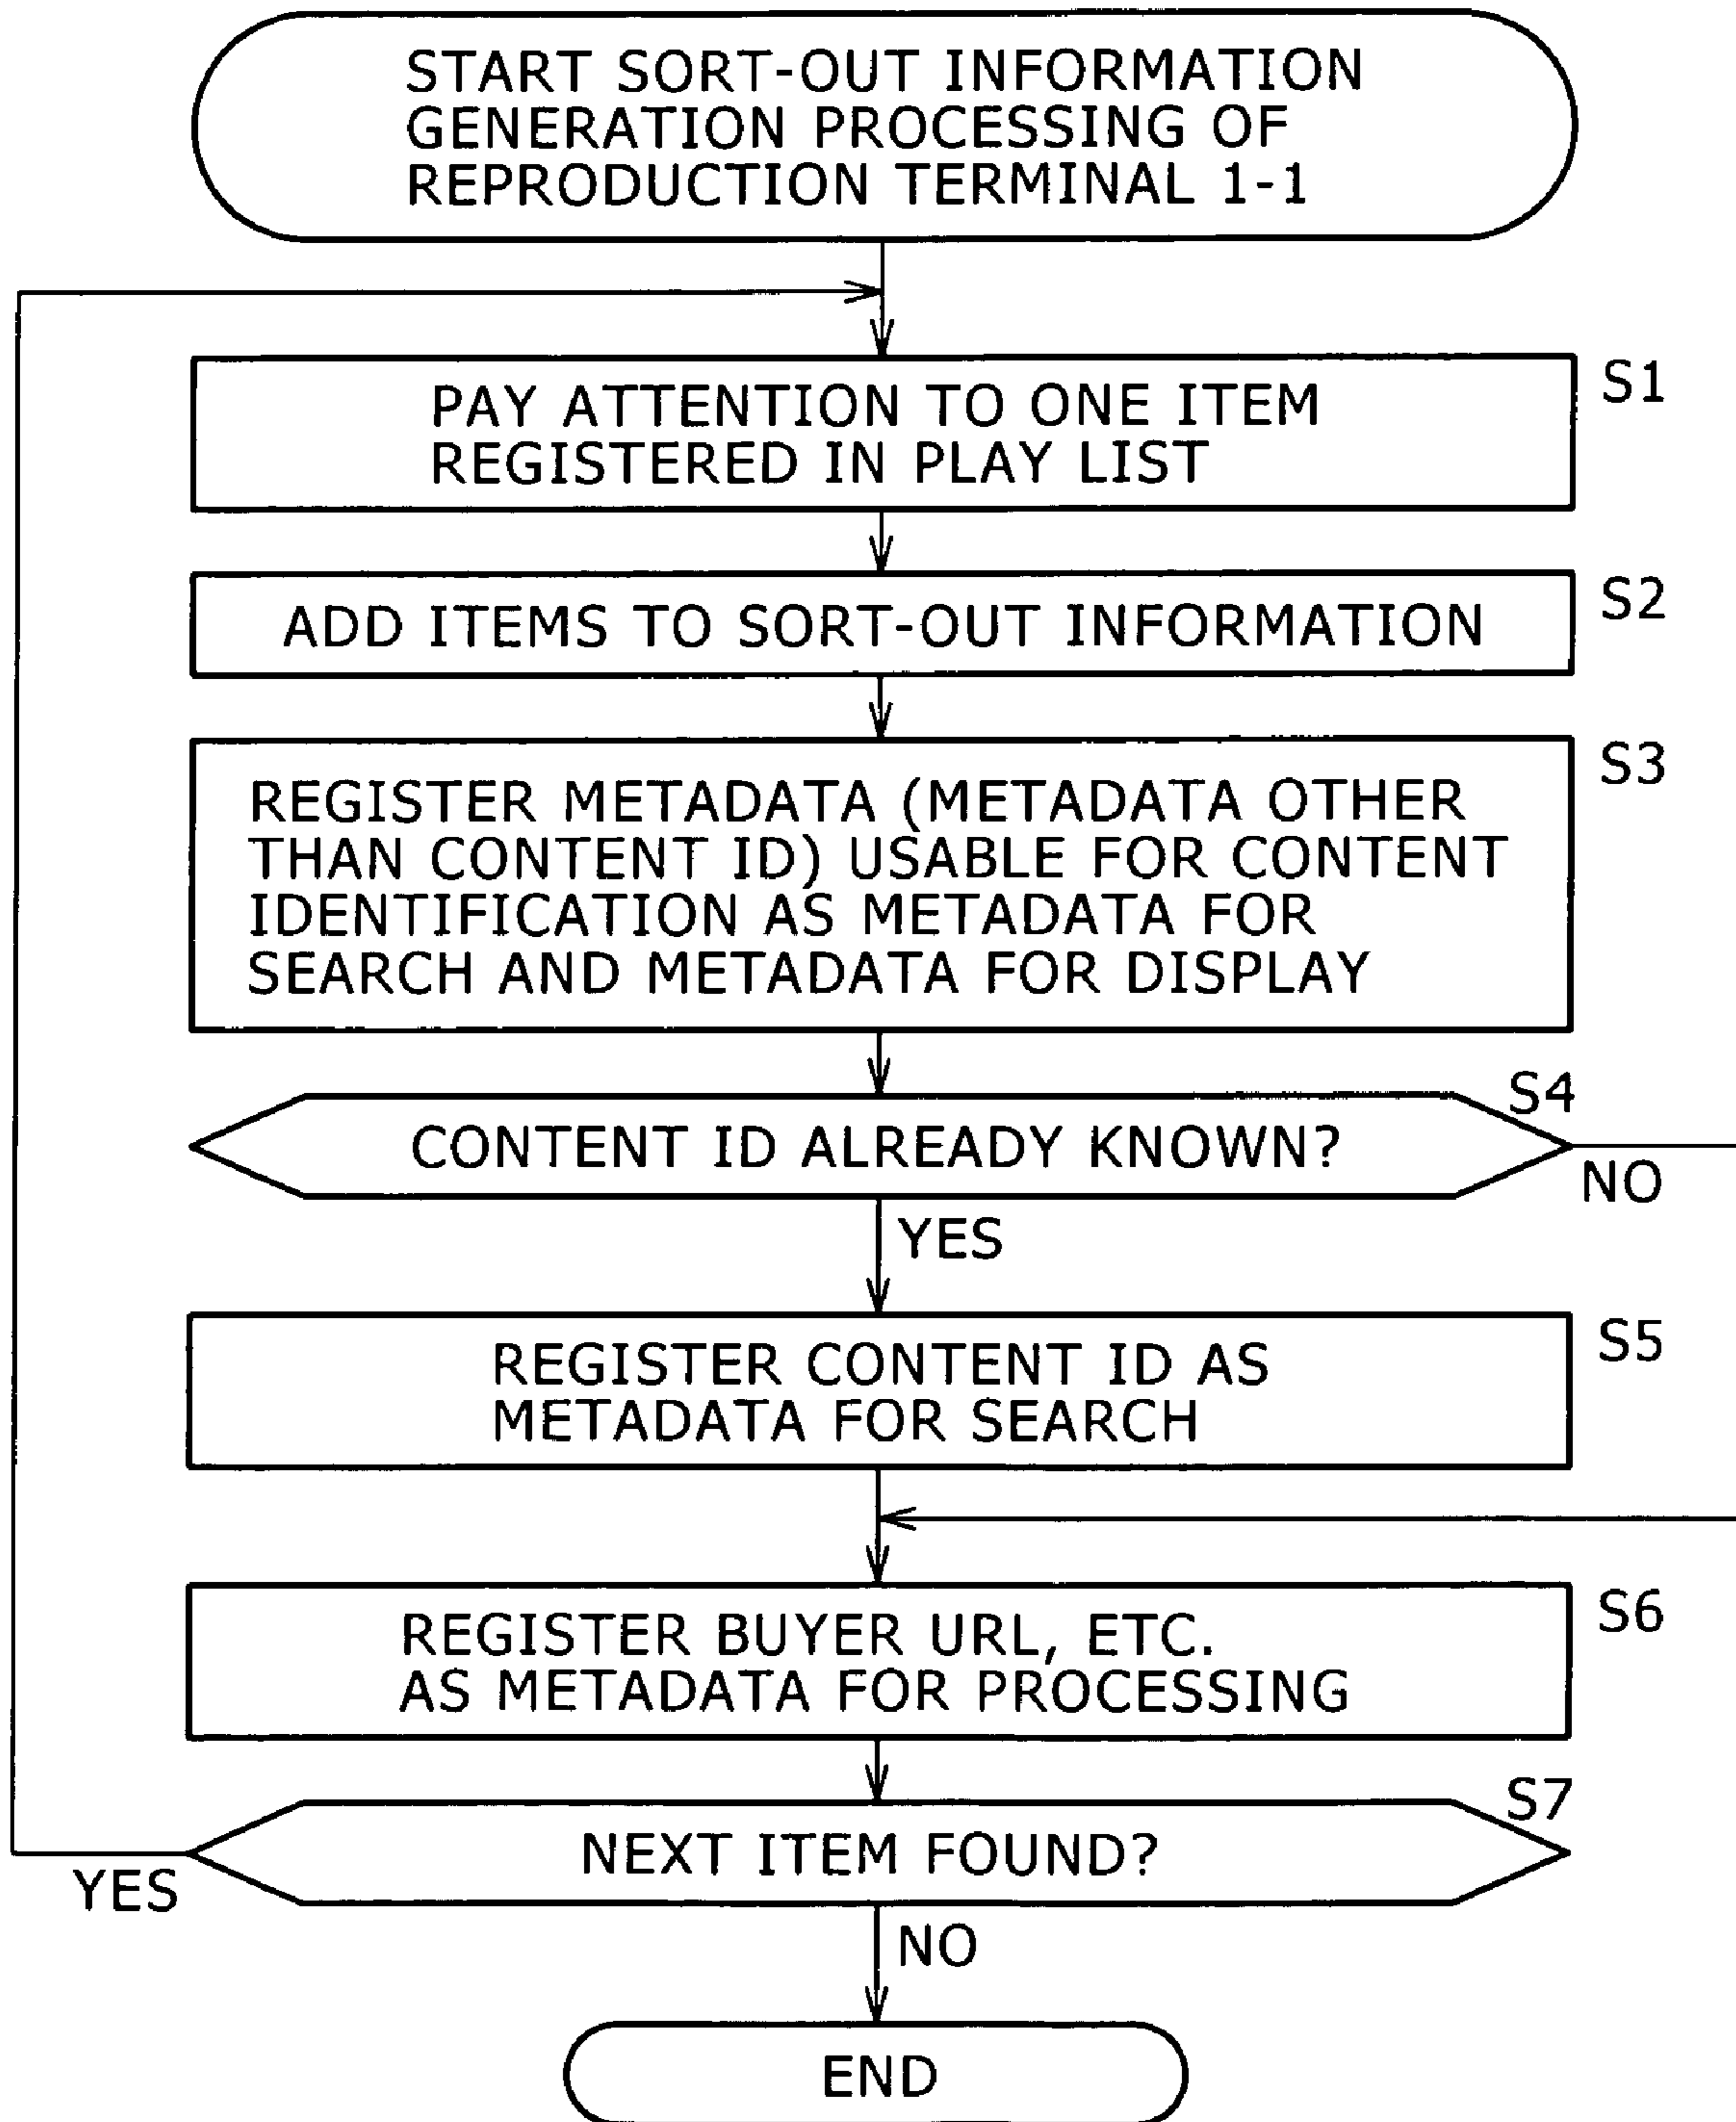 START SORT-OUT INFORMATION
GENERATION PROCESSING OF
REPRODUCTION TERMINAL 1-1
S1
PAY ATTENTION TO ONE ITEM
REGISTERED IN PLAY LIST
S2
ADD ITEMS TO SORT-OUT INFORMATION
S3
REGISTER METADATA (METADATA OTHER
THAN CONTENT ID) USABLE FOR CONTENT
IDENTIFICATION AS METADATA FOR
SEARCH AND METADATA FOR DISPLAY
S4
CONTENT ID ALREADY KNOWN?
NO
YES
S5
REGISTER CONTENT ID AS
METADATA FOR SEARCH
S6
REGISTER BUYER URL, ETC.
AS METADATA FOR PROCESSING
S7
NEXT ITEM FOUND?
YES
NO
END